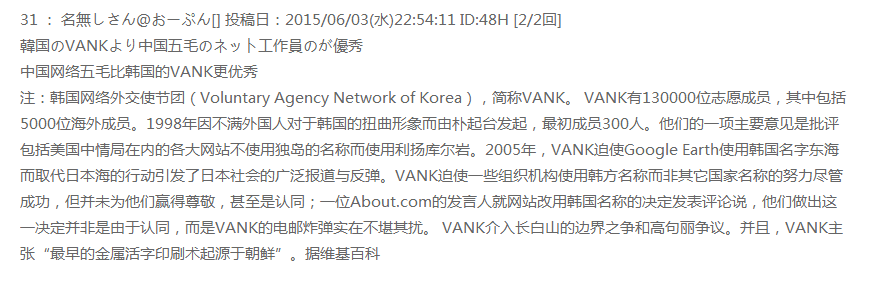 31 ： 名無しさん@おーぷん[] 投稿日：2015/06/03(水)22:54:11 ID:48H [2/2回]
韓国のVANKより中国五毛のネット工作員のが優秀
中国网络五毛比韩国的VANK更优秀
注：韩国网络外交使节团（Voluntary Agency Network of Korea），简称VANK。 VANK有130000位志愿成员，其中包括
5000位海外成员。1998年因不满外国人对于韩国的扭曲形象而由朴起台发起，最初成员300人。他们的一项主要意见是批评
包括美国中情局在内的各大网站不使用独岛的名称而使用利扬库尔岩。2005年，VANK迫使Google Earth使用韩国名字东海
而取代日本海的行动引发了日本社会的广泛报道与反弹。VANK迫使一些组织机构使用韩方名称而非其它国家名称的努力尽管
成功，但并未为他们赢得尊敬，甚至是认同；一位About.com的发言人就网站改用韩国名称的决定发表评论说，他们做出这
一决定并非是由于认同，而是VANK的电邮炸弹实在不堪其扰。 VANK介入长白山的边界之争和高句丽争议。并且，VANK主
张“最早的金属活字印刷术起源于朝鲜”。据维基百科